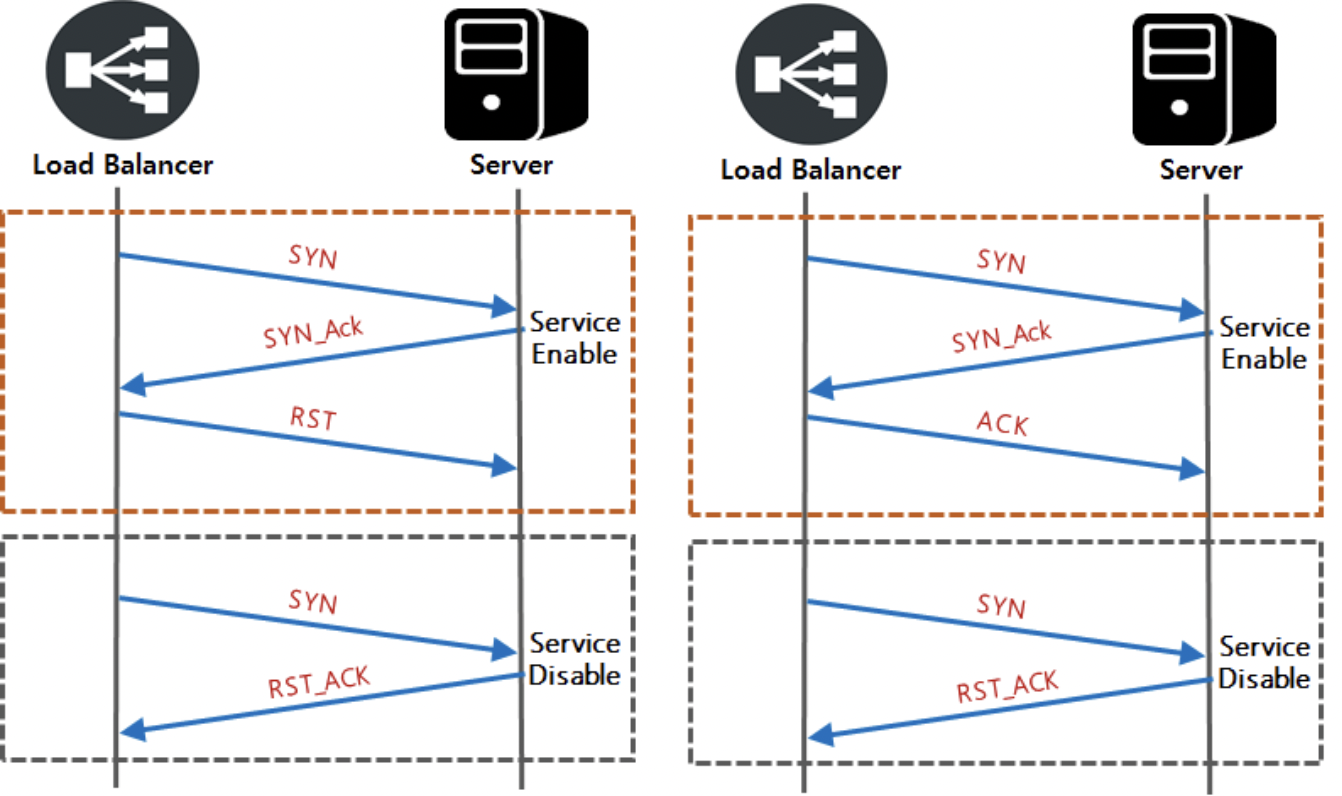 Load Balancer
Server
SYN
SYN_Ack
Service
Enable
RST
SYN
RST_ACK
Service
Disable
Load Balancer
Server
SYN
SYN_Ack
Service
Enable
ACK
SYN
RST_ACK
Service
Disable